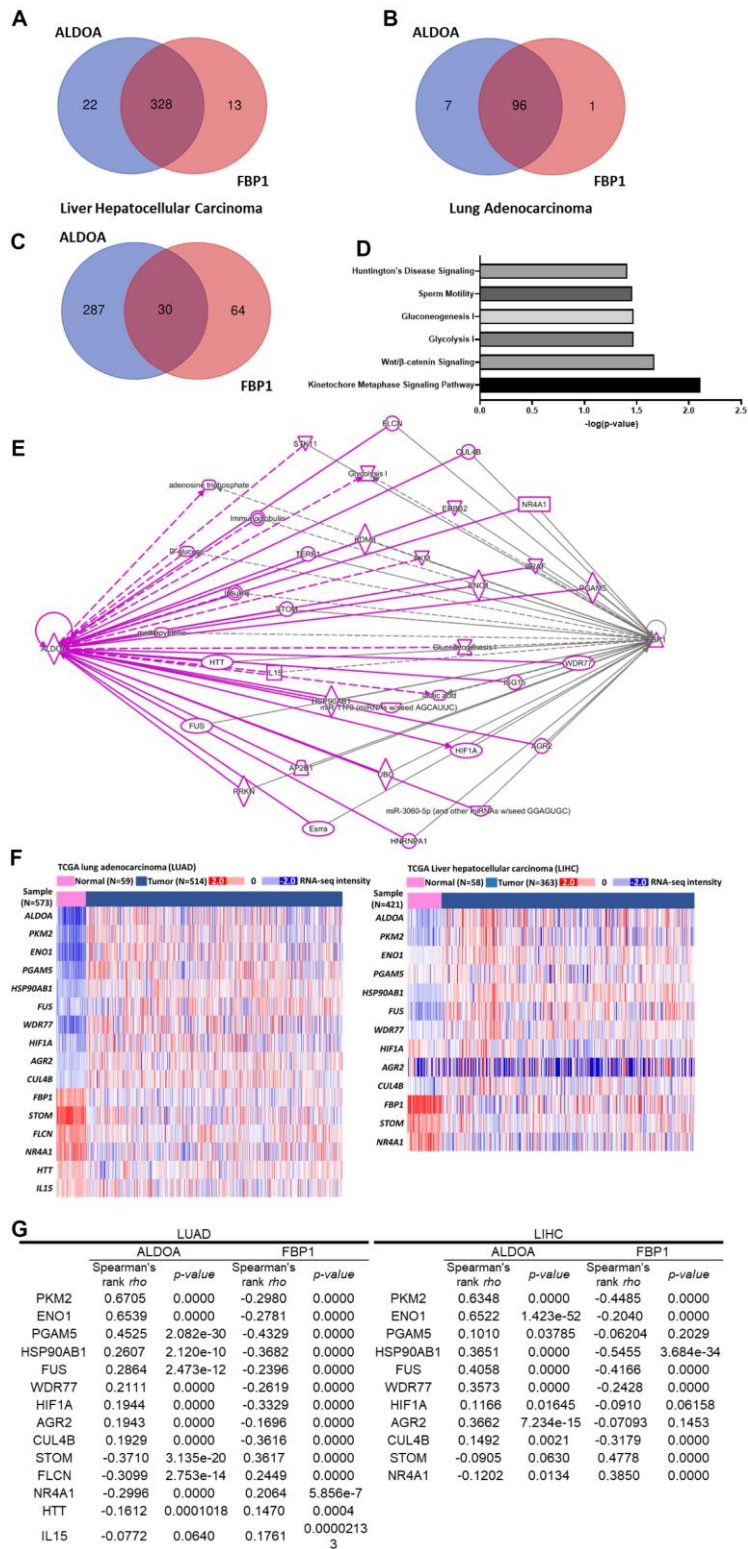 A
ALDOA
22
328
13
FBP1
Liver Hepatocellular Carcinoma
B
ALDOA
7
96
1
FBP1
Lung Adenocarcinoma
C
ALDOA
287
30
64
FBP1
D
Huntington's Disease Signaling
Sperm Motility
Gluconeogenesis I
Glycolysis I
Wnt/β-catenin Signaling
Kinetochore Metaphase Signaling Pathway
0.0 0.5 1.0 1.5 2.0 2.5
-log(p-value)
E
FLCN
STK11
CUL4B
Glycolysis I
adenosine triphosphate
ERBB2
NR4A1
Immunoglobulin
D-glucose
TERF1
PKM
BRAF
ENO1
PGAM5
insulin
STOM
ALDOA
Gluconeogenesis I
FBP1
HTT
IL15
WDR77
ISG15
lactic acid
HSP90AB1
(miRNAs w/seed AGCAUUC)
FUS
HIF1A
AGR2
AP2B1
UBC
PRKN
miR-3060-5p (and other miRNAs w/seed GGAGUGC)
Esrra
HNRNPA1
F
TCGA lung adenocarcinoma (LUAD)
Normal (N=59) Tumor (N=514) 2.0 0 -2.0 RNA-seq intensity
Sample
(N=573)
ALDOA
PKM2
ENO1
PGAM5
HSP90AB1
FUS
WDR77
HIF1A
AGR2
CUL4B
FBP1
STOM
FLCN
NR4A1
HTT
IL15
TCGA Liver hepatocellular carcinoma (LIHC)
Normal (N=58) Tumor (N=363) 2.0 0 -2.0 RNA-seq intensity
Sample
(N=421)
ALDOA
PKM2
ENO1
PGAM5
HSP90AB1
FUS
WDR77
HIF1A
AGR2
CUL4B
FBP1
STOM
NR4A1
G
LUAD LIHC
ALDOA FBP1 ALDOA FBP1
Spearman's rank rho p-value Spearman's rank rho p-value Spearman's rank rho p-value Spearman's rank rho p-value
PKM2 0.6705 0.0000 -0.2980 0.0000 PKM2 0.6348 0.0000 -0.4485 0.0000
ENO1 0.6539 0.0000 -0.2781 0.0000 ENO1 0.6522 1.423e-52 -0.2040 0.0000
PGAM5 0.4525 2.082e-30 -0.4329 0.0000 PGAM5 0.1010 0.03785 -0.06204 0.2029
HSP90AB1 0.2607 2.120e-10 -0.3682 0.0000 HSP90AB1 0.3651 0.0000 -0.5455 3.684e-34
FUS 0.2864 2.473e-12 -0.2396 0.0000 FUS 0.4058 0.0000 -0.4166 0.0000
WDR77 0.2111 0.0000 -0.2619 0.0000 WDR77 0.3573 0.0000 -0.2428 0.0000
HIF1A 0.1944 0.0000 -0.3329 0.0000 HIF1A 0.1166 0.01645 -0.0910 0.06158
AGR2 0.1943 0.0000 -0.1696 0.0000 AGR2 0.3662 7.234e-15 -0.07093 0.1453
CUL4B 0.1929 0.0000 -0.3616 0.0000 CUL4B 0.1492 0.0021 -0.3179 0.0000
STOM -0.3710 3.135e-20 0.3617 0.0000 STOM -0.0905 0.0630 0.4778 0.0000
FLCN -0.3099 2.753e-14 0.2449 0.0000 NR4A1 -0.1202 0.0134 0.3850 0.0000
NR4A1 -0.2996 0.0000 0.2064 5.856e-7
HTT -0.1612 0.0001018 0.1470 0.0004
IL15 -0.0772 0.0640 0.1761 0.0000213
3